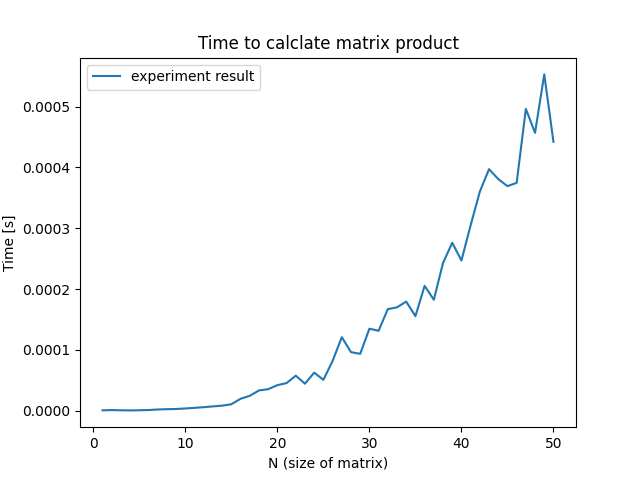 Time to calclate matrix product
experiment result
Time [s]
0.0005
0.0004
0.0003
0.0002
0.0001
0.0000
0 10 20 30 40 50
N (size of matrix)